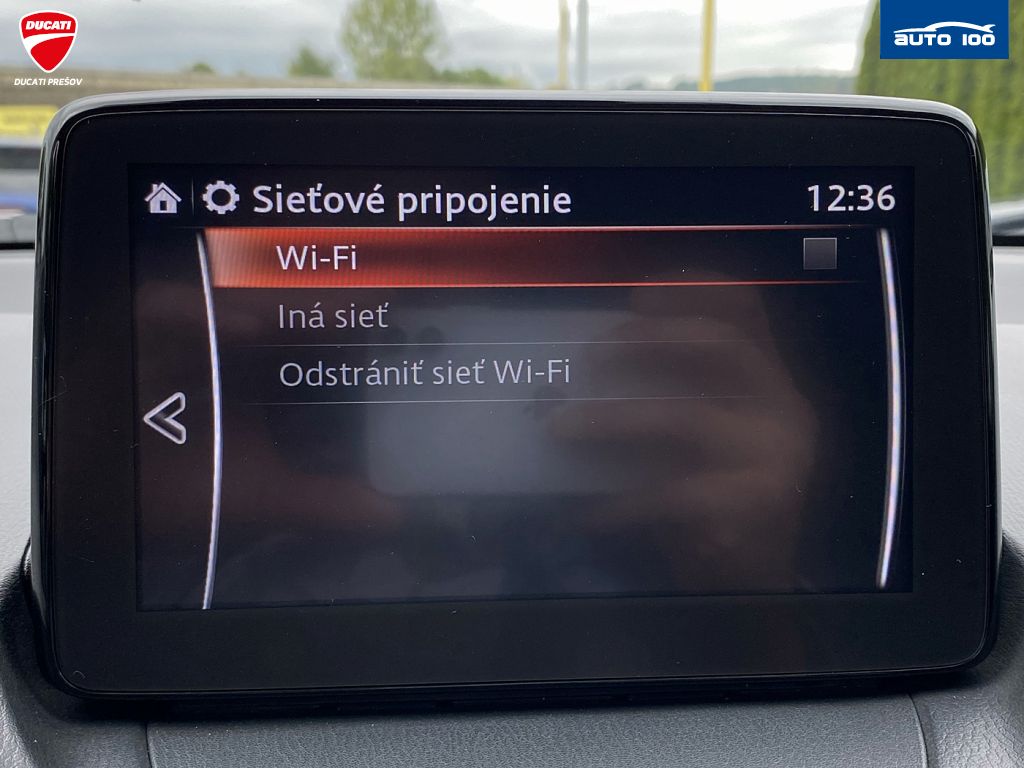 DUCATI
DUCATI PREŠOV
AUTO 100
Sieťové pripojenie
12:36
Wi-Fi
Iná sieť
Odstrániť sieť Wi-Fi